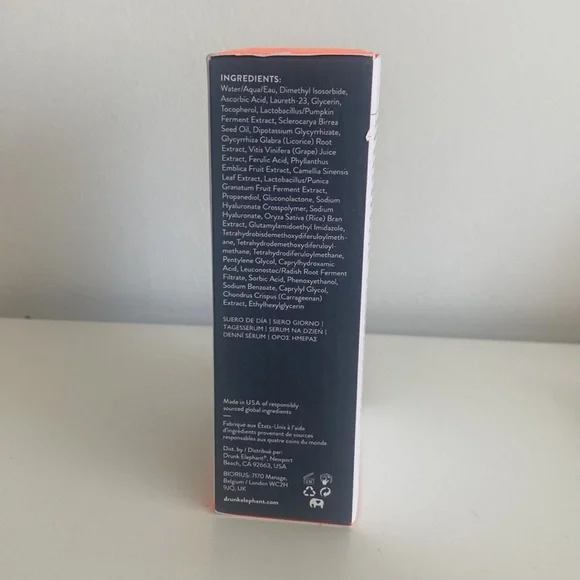 INGREDIENTS:
Water/Aqua/Eau, Dimethyl Isosorbide,
Ascorbic Acid, Laureth-23, Glycerin,
Tocopherol, Lactobacillus/Pumpkin
Ferment Extract, Sclerocarya Birrea
Seed Oil, Dipotassium Glycyrrhizate,
Glycyrrhiza Glabra (Licorice) Root
Extract, Vitis Vinifera (Grape) Juice
Extract, Ferulic Acid, Phyllanthus
Emblica Fruit Extract, Camellia Sinensis
Leaf Extract, Lactobacillus/Punica
Granatum Fruit Ferment Extract,
Propanediol, Gluconolactone, Sodium
Hyaluronate Crosspolymer, Sodium
Hyaluronate, Oryza Sativa (Rice) Bran
Extract, Glutamylamidoethyl Imidazole,
Tetrahydrobisdemethoxydiferuloylmeth-
ane, Tetrahydrodemethoxydiferuloyl-
methane, Tetrahydrodiferuloylmethane,
Pentylene Glycol, Caprylhydroxamic
Acid, Leuconostoc/Radish Root Ferment
Filtrate, Sorbic Acid, Phenoxyethanol,
Sodium Benzoate, Caprylyl Glycol,
Chondrus Crispus (Carrageenan)
Extract, Ethylhexylglycerin
SUERO DE DÍA | SIERO GIORNO |
TAGESSERUM | SERUM NA DZIEŃ |
DENNÍ SÉRUM | ΟΡΟΣ ΗΜΕΡΑΣ
Made in USA of responsibly
sourced global ingredients
Fabriqué aux États-Unis à l'aide
d'ingrédients provenant de sources
responsables aux quatre coins du monde
Dist. by / Distribué par:
Drunk Elephant®, Newport
Beach, CA 92663, USA
BIORIUS: 7170 Manage,
Belgium / London WC2H
9JQ, UK
drunkelephant.com